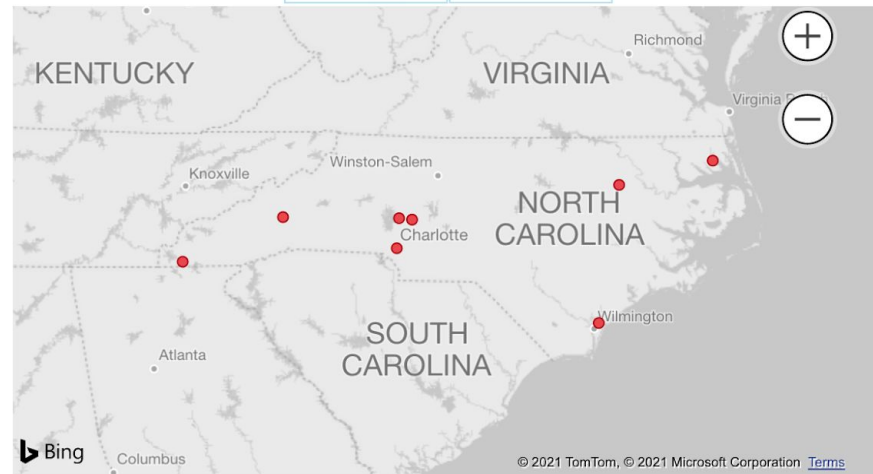 Richmond
KENTUCKY
VIRGINIA
Virginia
Winston-Salem
Knoxville
NORTH
CAROLINA
Charlotte
Wilmington
SOUTH
CAROLINA
Atlanta
Bing
Columbus
© 2021 TomTom, © 2021 Microsoft Corporation Terms